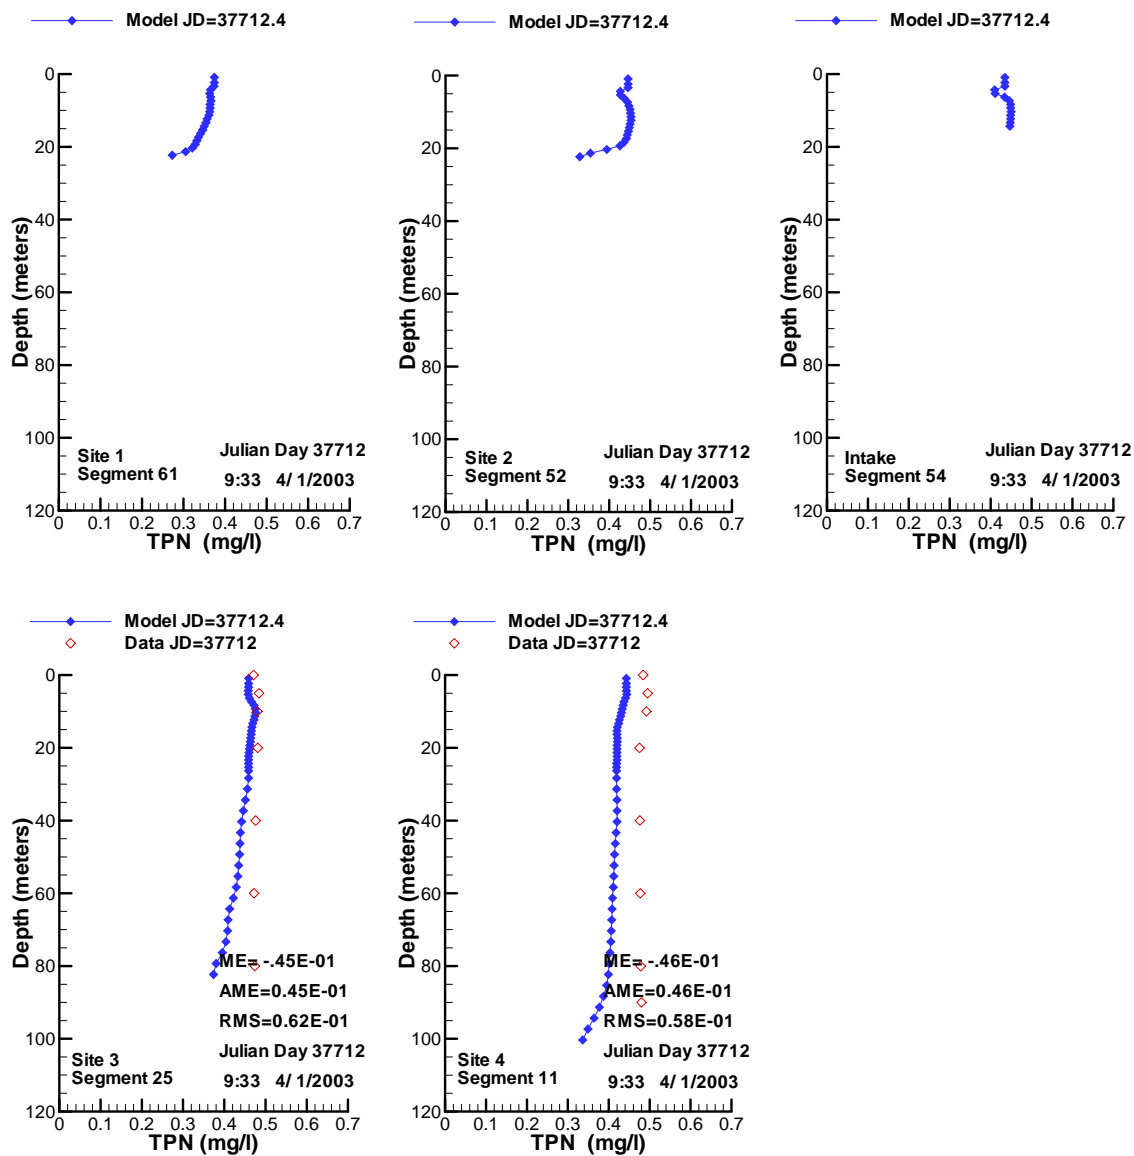 Model JD=37712.4
Model JD=37712.4
Model JD=37712.4
0
20
40
60
80
100
120
Depth (meters)
Site 1
Segment 61
Julian Day 37712
9:33 4/ 1/2003
0 0.1 0.2 0.3 0.4 0.5 0.6 0.7
TPN (mg/l)
0
20
40
60
80
100
120
Depth (meters)
Site 2
Segment 52
Julian Day 37712
9:33 4/ 1/2003
0 0.1 0.2 0.3 0.4 0.5 0.6 0.7
TPN (mg/l)
0
20
40
60
80
100
120
Depth (meters)
Intake
Segment 54
Julian Day 37712
9:33 4/ 1/2003
0 0.1 0.2 0.3 0.4 0.5 0.6 0.7
TPN (mg/l)
Model JD=37712.4
Data JD=37712
0
20
40
60
80
100
120
Depth (meters)
ME= -.45E-01
AME=0.45E-01
RMS=0.62E-01
Site 3
Segment 25
Julian Day 37712
9:33 4/ 1/2003
0 0.1 0.2 0.3 0.4 0.5 0.6 0.7
TPN (mg/l)
Model JD=37712.4
Data JD=37712
0
20
40
60
80
100
120
Depth (meters)
ME= -.46E-01
AME=0.46E-01
RMS=0.58E-01
Site 4
Segment 11
Julian Day 37712
9:33 4/ 1/2003
0 0.1 0.2 0.3 0.4 0.5 0.6 0.7
TPN (mg/l)